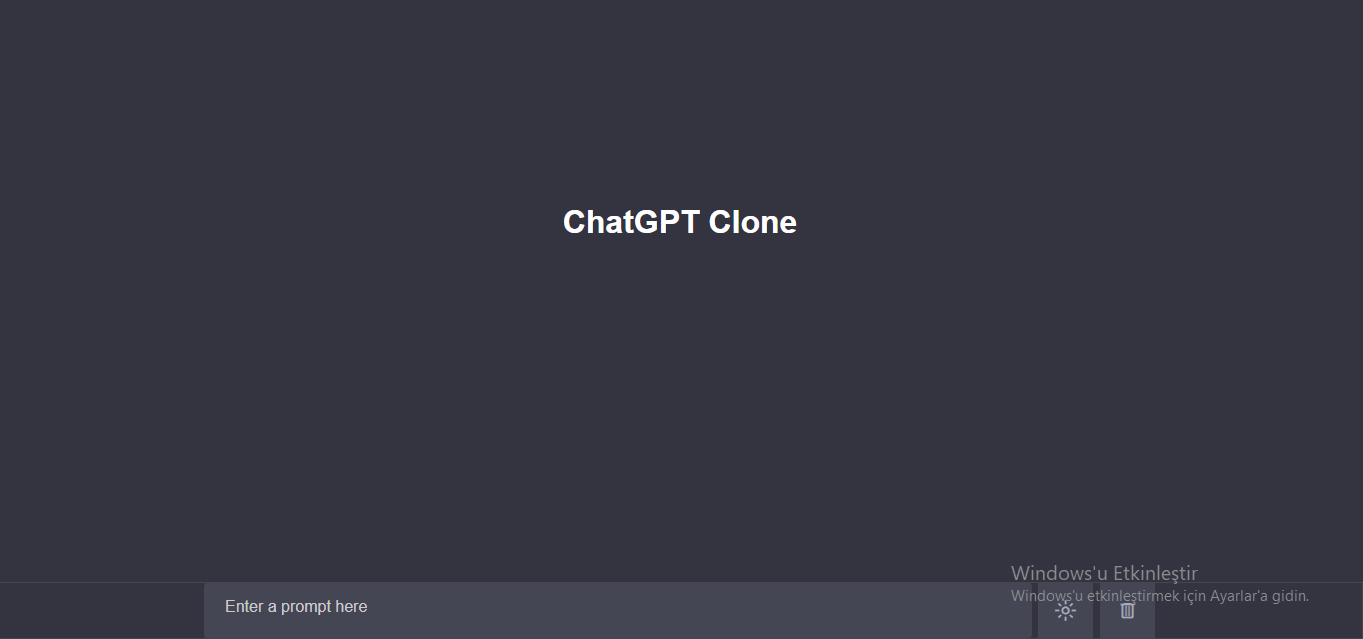 ChatGPT Clone
Windows'u Etkinleştir
Windows'u etkinleştirmek için Ayarlar'a gidin.
Enter a prompt here